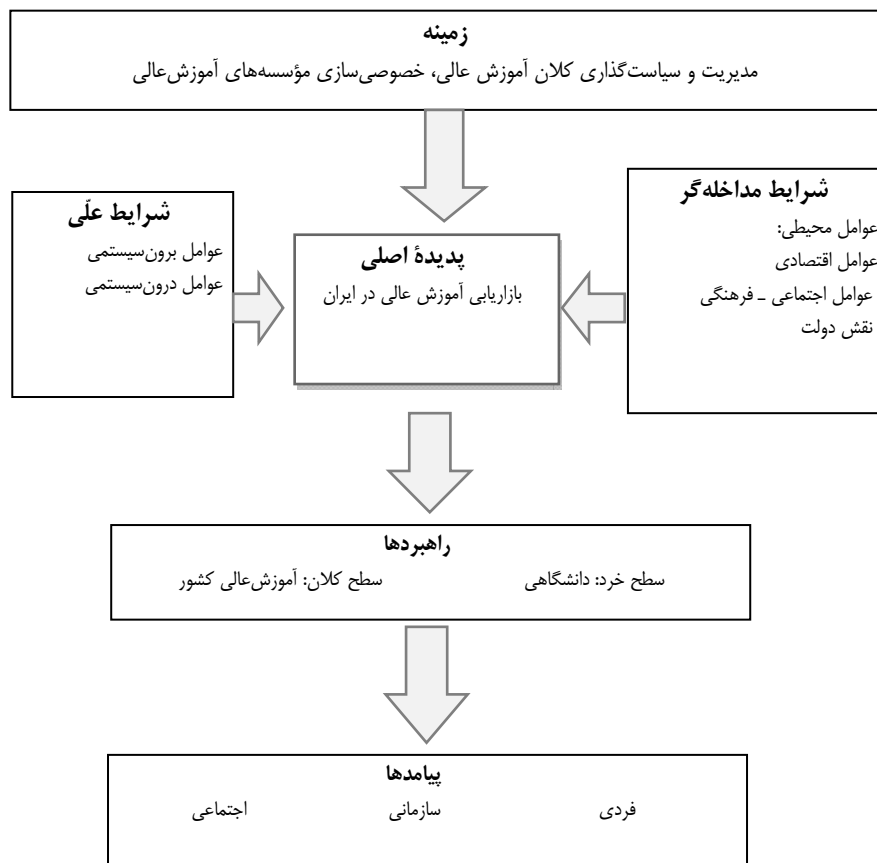 زمینه
مدیریت و سیاست‌گذاری کلان آموزش عالی، خصوصی‌سازی مؤسسه‌های آموزش‌عالی
شرایط مداخله‌گر
عوامل محیطی:
عوامل اقتصادی
عوامل اجتماعی ـ فرهنگی
نقش دولت
پدیدهٔ اصلی
بازاریابی آموزش عالی در ایران
شرایط علّی
عوامل برون‌سیستمی
عوامل درون‌سیستمی
راهبردها
سطح خرد: دانشگاهی سطح کلان: آموزش‌عالی کشور
پیامدها
فردی سازمانی اجتماعی